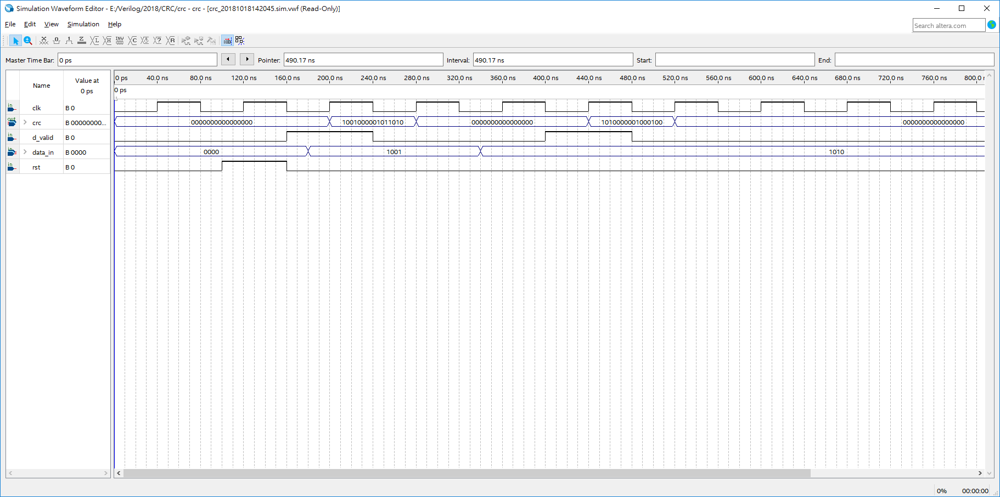 Simulation Waveform Editor - E:/Verilog/2018/CRC/crc - crc - [crc_20181018142045.sim.vwf (Read-Only)]
File Edit View Simulation Help
Search altera.com
Master Time Bar: 0 ps Pointer: 490.17 ns Interval: 490.17 ns Start: End:
Name Value at 0 ps
0 ps 40.0 ns 80.0 ns 120.0 ns 160.0 ns 200.0 ns 240.0 ns 280.0 ns 320.0 ns 360.0 ns 400.0 ns 440.0 ns 480.0 ns 520.0 ns 560.0 ns 600.0 ns 640.0 ns 680.0 ns 720.0 ns 760.0 ns 800.0
0 ps
in clk B 0
out crc B 00000000... 0000000000000000 1001000001011010 0000000000000000 1010000001000100 0000000000000000
in d_valid B 0
in data_in B 0000 0000 1001 1010
in rst B 0
0% 00:00:00